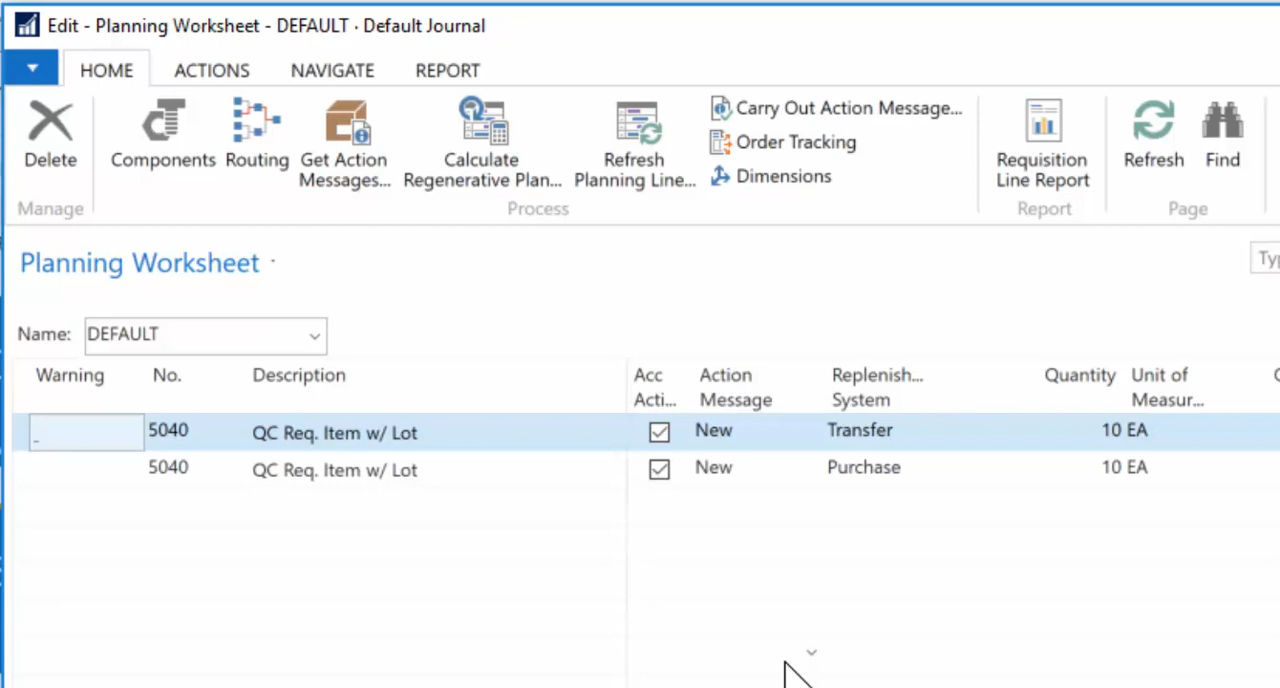 Edit - Planning Worksheet - DEFAULT · Default Journal
HOME ACTIONS NAVIGATE REPORT
Delete
Components
Routing
Get Action
Messages...
Calculate
Regenerative Plan...
Refresh
Planning Line...
Carry Out Action Message...
Order Tracking
Dimensions
Requisition
Line Report
Refresh
Find
Manage Process Report Page
Planning Worksheet ·
Typ
Name: DEFAULT
Warning No. Description Acc Action Replenish... Quantity Unit of
Acti... Message System Measur...
5040 QC Req. Item w/ Lot New Transfer 10 EA
5040 QC Req. Item w/ Lot New Purchase 10 EA